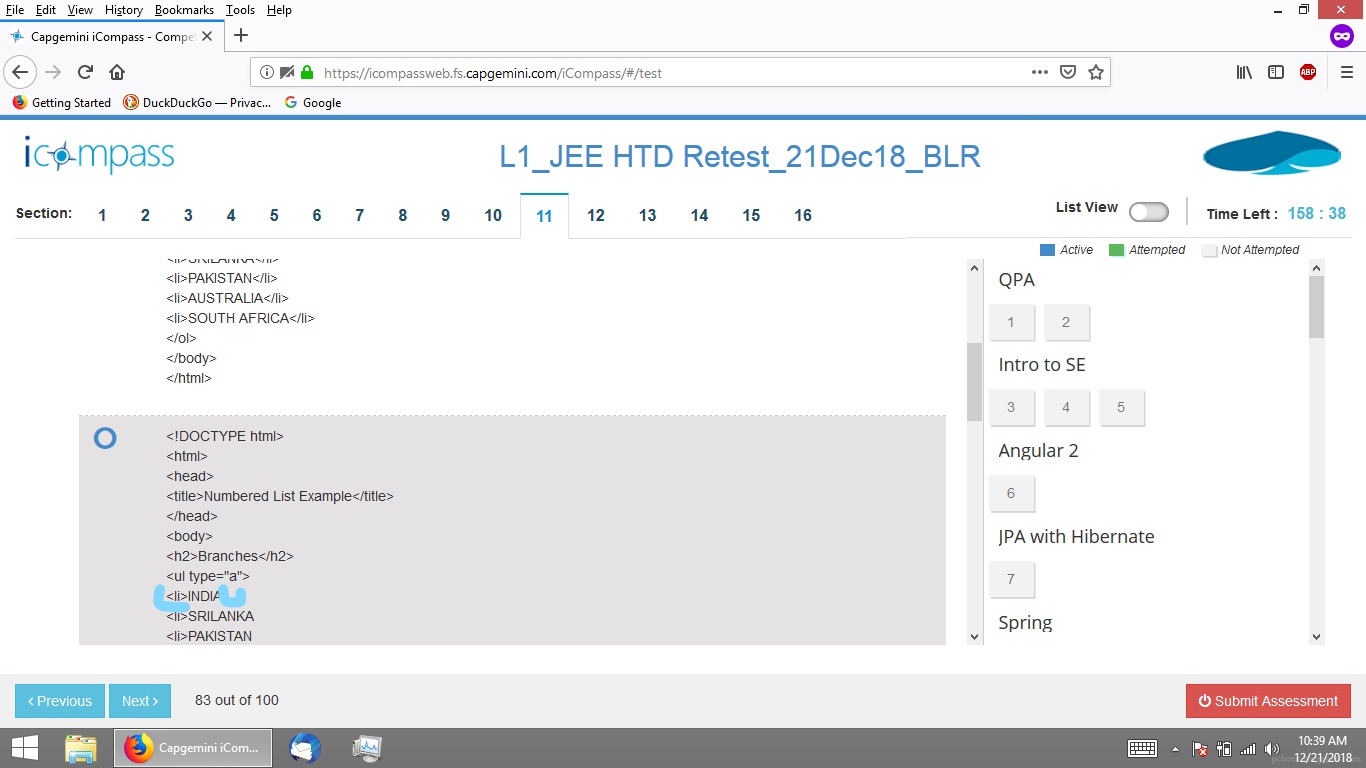 File Edit View History Bookmarks Tools Help
Capgemini iCompass - Compe
https://icompassweb.fs.capgemini.com/iCompass/#/test
Getting Started DuckDuckGo — Privac... Google
icompass
L1_JEE HTD Retest_21Dec18_BLR
Section: 1 2 3 4 5 6 7 8 9 10 11 12 13 14 15 16
List View
Time Left : 158 : 38
Active Attempted Not Attempted
<li>SRILANKA</li>
<li>PAKISTAN</li>
<li>AUSTRALIA</li>
<li>SOUTH AFRICA</li>
</ol>
</body>
</html>
<!DOCTYPE html>
<html>
<head>
<title>Numbered List Example</title>
</head>
<body>
<h2>Branches</h2>
<ul type="a">
<li>INDIA
<li>SRILANKA
<li>PAKISTAN
QPA
1 2
Intro to SE
3 4 5
Angular 2
6
JPA with Hibernate
7
Spring
Previous Next 83 out of 100
Submit Assessment
Capgemini iCom...
10:39 AM
12/21/2018